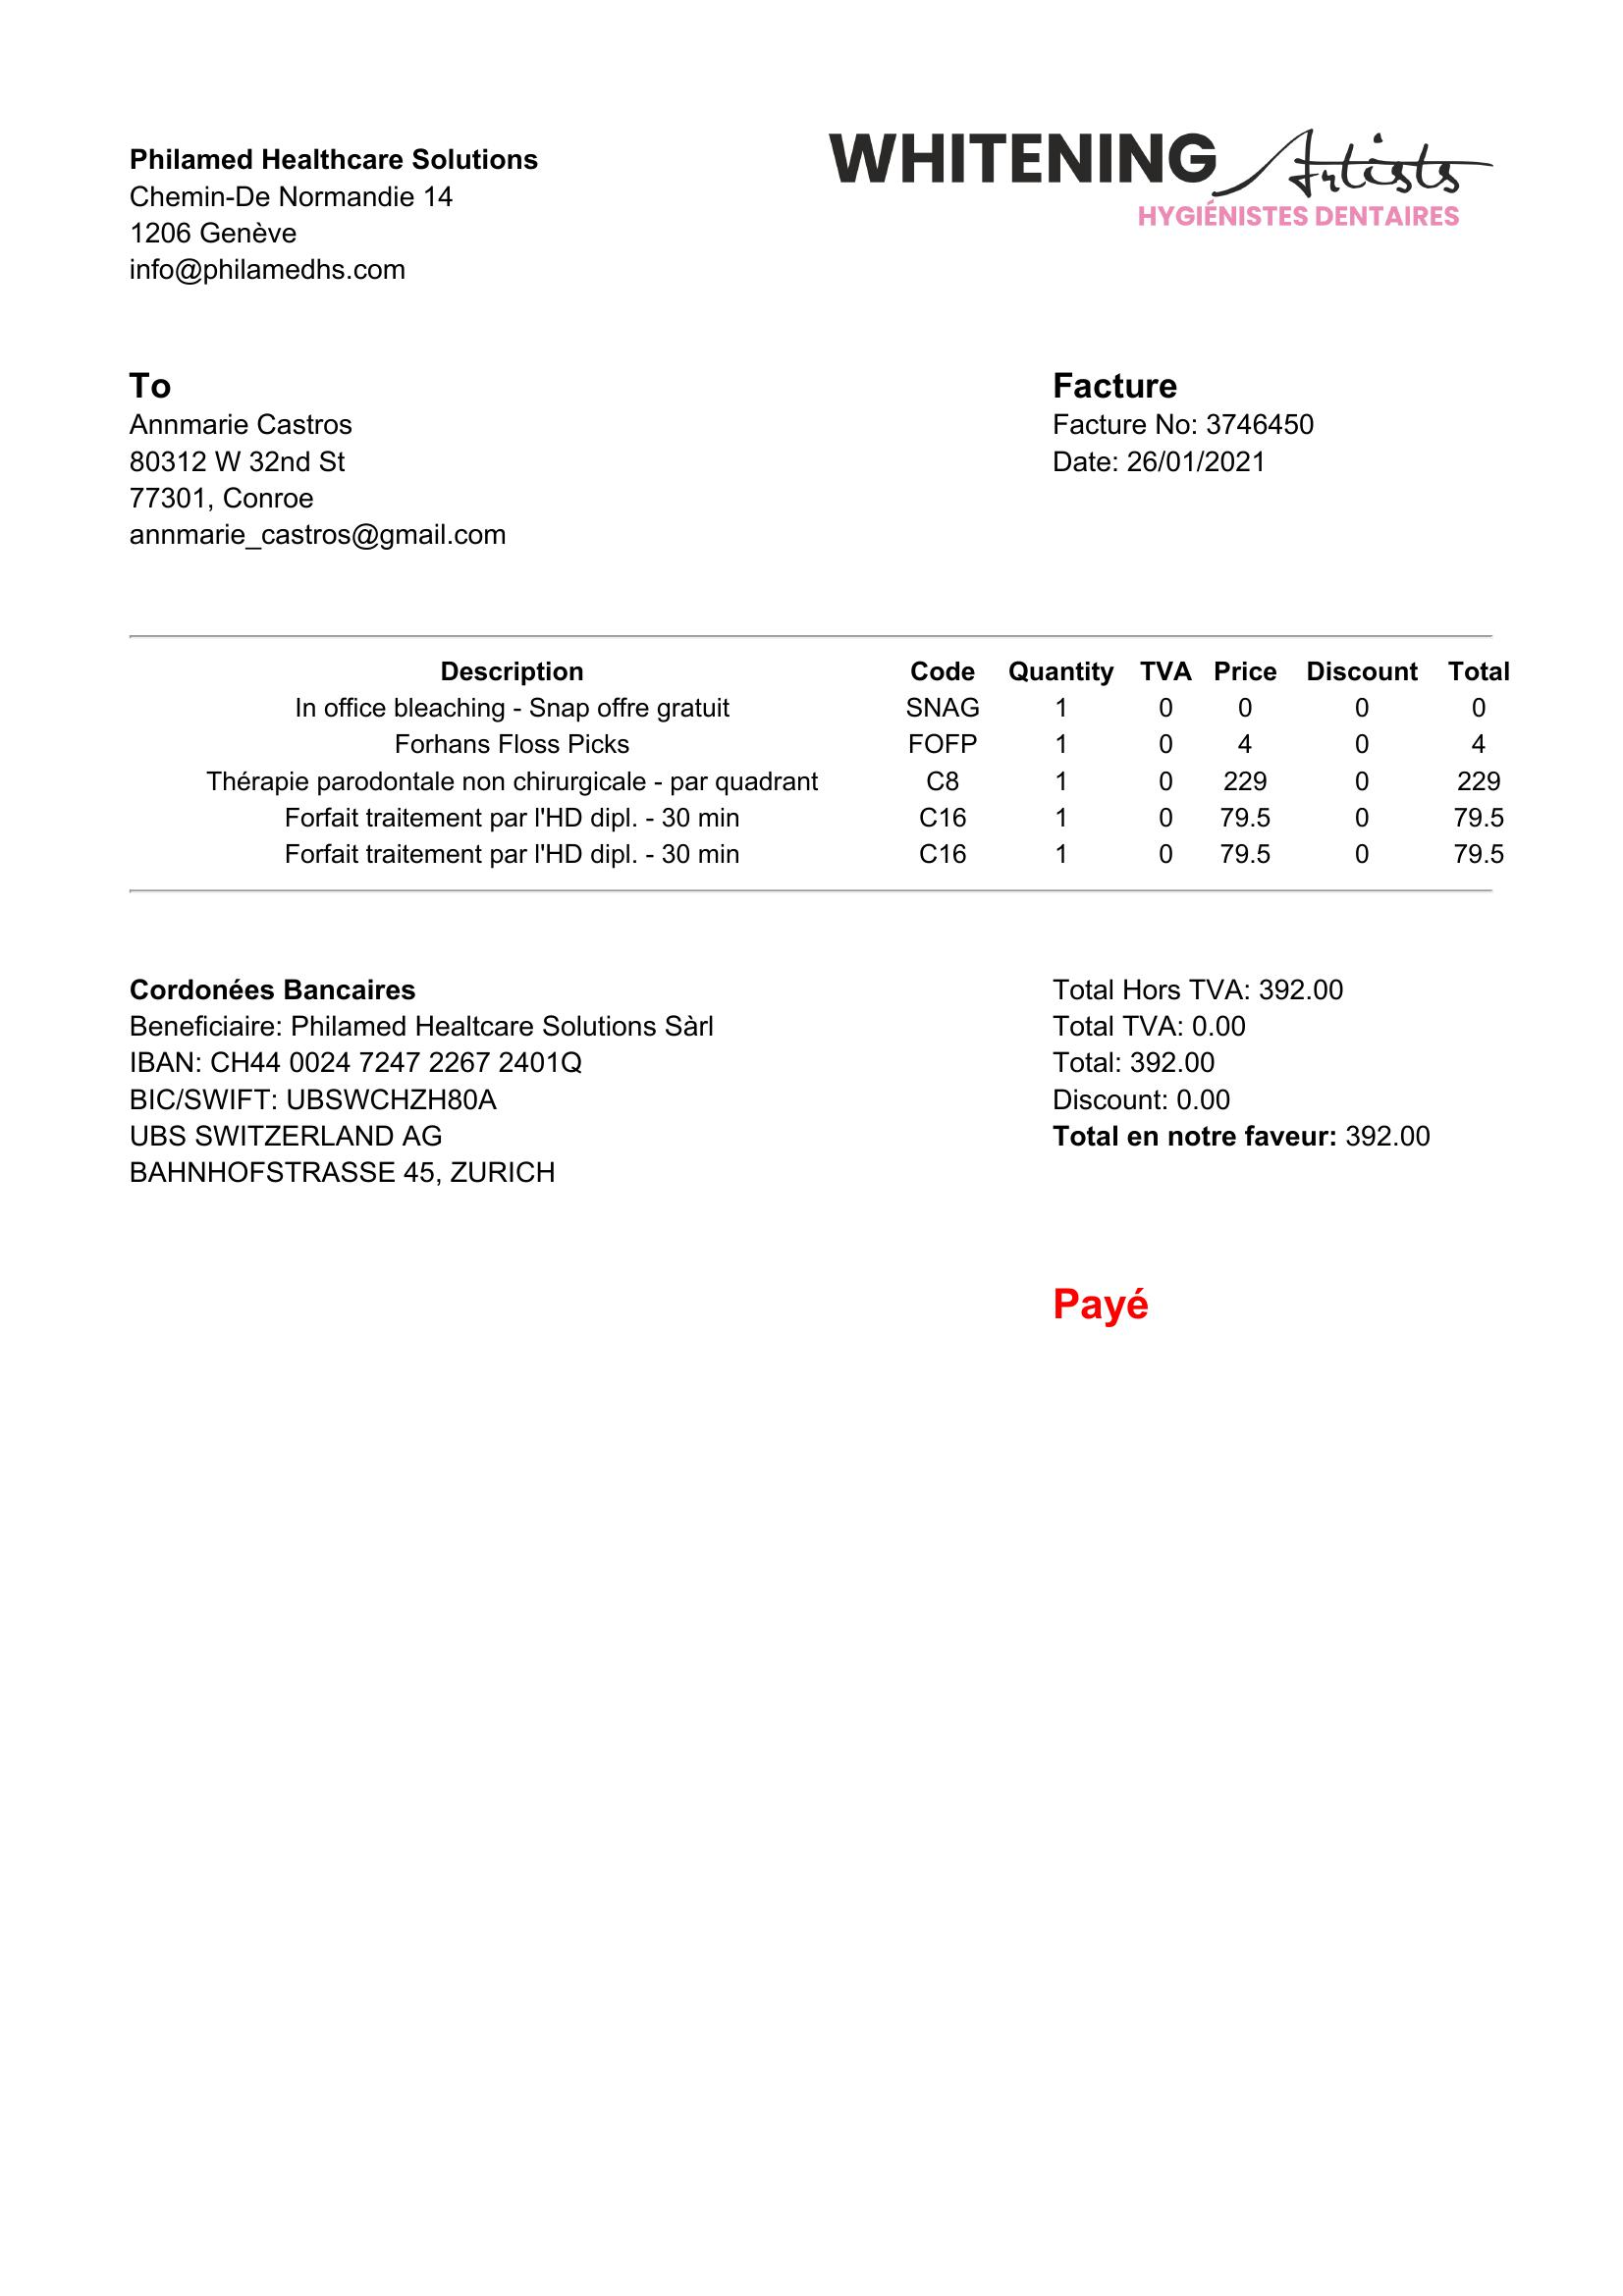 Philamed Healthcare Solutions
Chemin-De Normandie 14
1206 Genève
info@philamedhs.com
WHITENING Artists
HYGIÉNISTES DENTAIRES
To
Annmarie Castros
80312 W 32nd St
77301, Conroe
annmarie_castros@gmail.com
Facture
Facture No: 3746450
Date: 26/01/2021
Description Code Quantity TVA Price Discount Total
In office bleaching - Snap offre gratuit SNAG 1 0 0 0 0
Forhans Floss Picks FOFP 1 0 4 0 4
Thérapie parodontale non chirurgicale - par quadrant C8 1 0 229 0 229
Forfait traitement par l'HD dipl. - 30 min C16 1 0 79.5 0 79.5
Forfait traitement par l'HD dipl. - 30 min C16 1 0 79.5 0 79.5
Cordonées Bancaires
Beneficiaire: Philamed Healtcare Solutions Sàrl
IBAN: CH44 0024 7247 2267 2401Q
BIC/SWIFT: UBSWCHZH80A
UBS SWITZERLAND AG
BAHNHOFSTRASSE 45, ZURICH
Total Hors TVA: 392.00
Total TVA: 0.00
Total: 392.00
Discount: 0.00
Total en notre faveur: 392.00
Payé